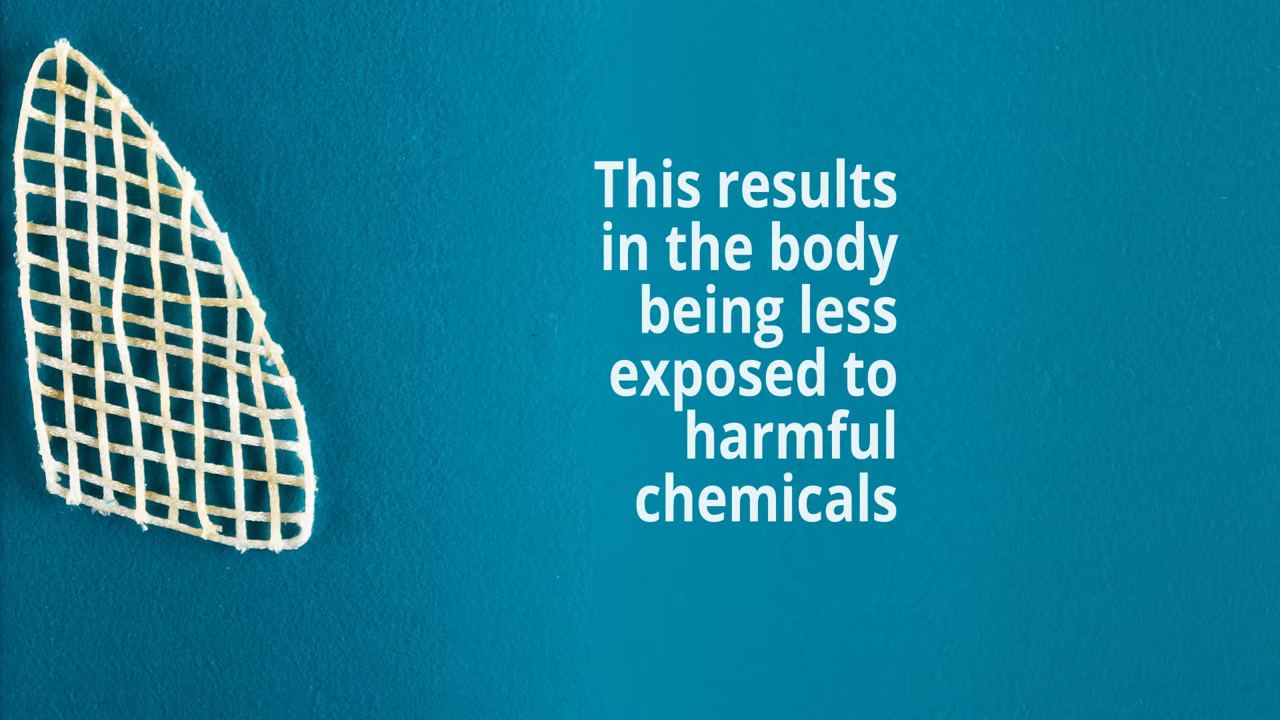 This results
in the body
being less
exposed to
harmful
chemicals